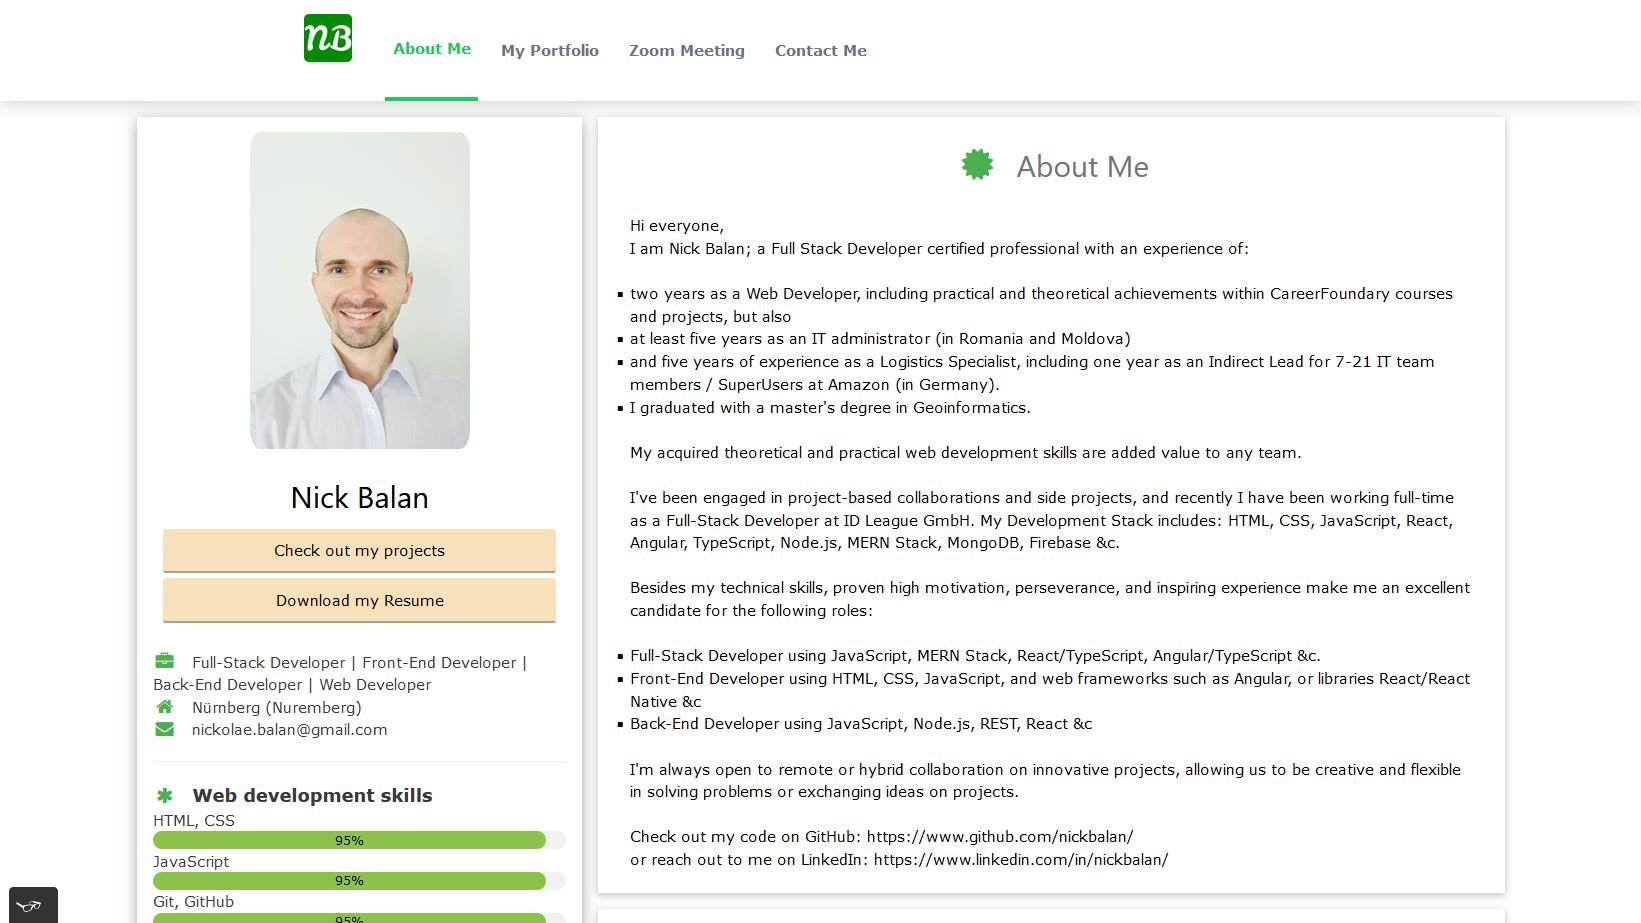 NB
About Me
My Portfolio
Zoom Meeting
Contact Me
Nick Balan
Check out my projects
Download my Resume
Full-Stack Developer | Front-End Developer |
Back-End Developer | Web Developer
Nürnberg (Nuremberg)
nickolae.balan@gmail.com
Web development skills
HTML, CSS
95%
JavaScript
95%
Git, GitHub
95%
About Me
Hi everyone,
I am Nick Balan; a Full Stack Developer certified professional with an experience of:
▪ two years as a Web Developer, including practical and theoretical achievements within CareerFoundary courses
and projects, but also
▪ at least five years as an IT administrator (in Romania and Moldova)
▪ and five years of experience as a Logistics Specialist, including one year as an Indirect Lead for 7-21 IT team
members / SuperUsers at Amazon (in Germany).
▪ I graduated with a master's degree in Geoinformatics.
My acquired theoretical and practical web development skills are added value to any team.
I've been engaged in project-based collaborations and side projects, and recently I have been working full-time
as a Full-Stack Developer at ID League GmbH. My Development Stack includes: HTML, CSS, JavaScript, React,
Angular, TypeScript, Node.js, MERN Stack, MongoDB, Firebase &c.
Besides my technical skills, proven high motivation, perseverance, and inspiring experience make me an excellent
candidate for the following roles:
▪ Full-Stack Developer using JavaScript, MERN Stack, React/TypeScript, Angular/TypeScript &c.
▪ Front-End Developer using HTML, CSS, JavaScript, and web frameworks such as Angular, or libraries React/React
Native &c
▪ Back-End Developer using JavaScript, Node.js, REST, React &c
I'm always open to remote or hybrid collaboration on innovative projects, allowing us to be creative and flexible
in solving problems or exchanging ideas on projects.
Check out my code on GitHub: https://www.github.com/nickbalan/
or reach out to me on LinkedIn: https://www.linkedin.com/in/nickbalan/